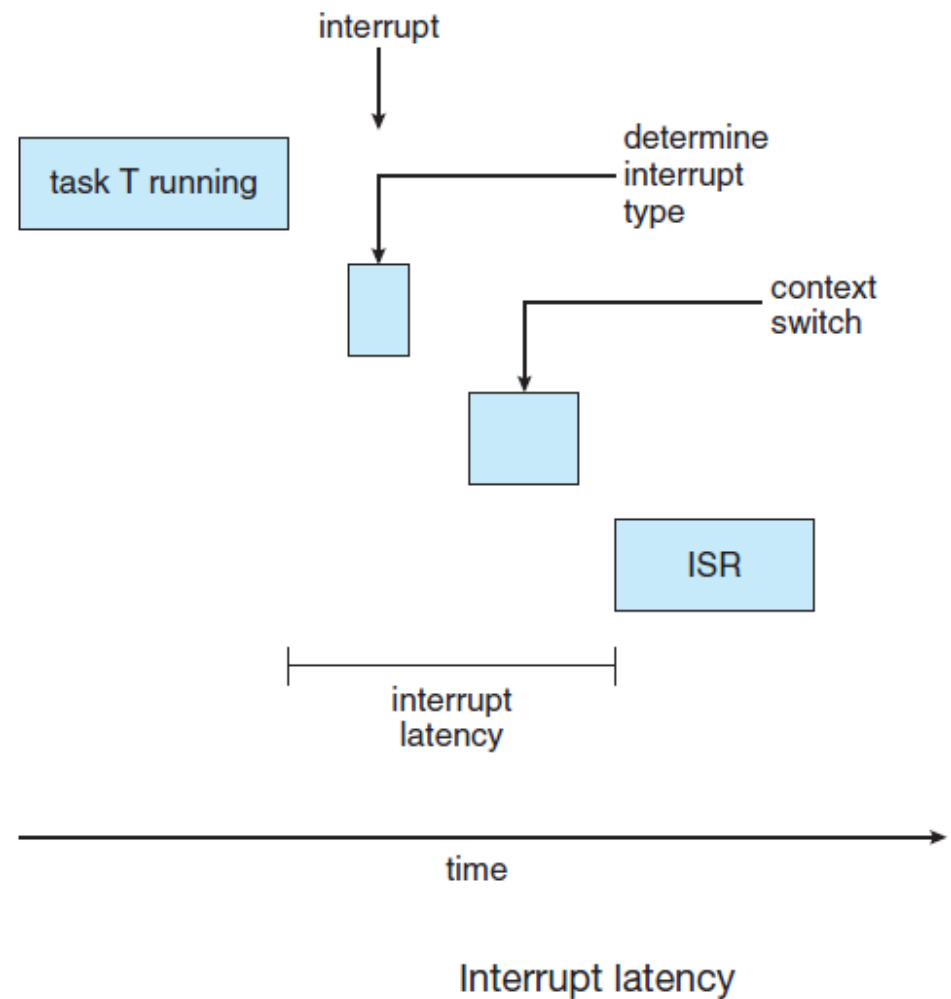 interrupt
task T running
determine
interrupt
type
context
switch
ISR
interrupt
latency
time
Interrupt latency